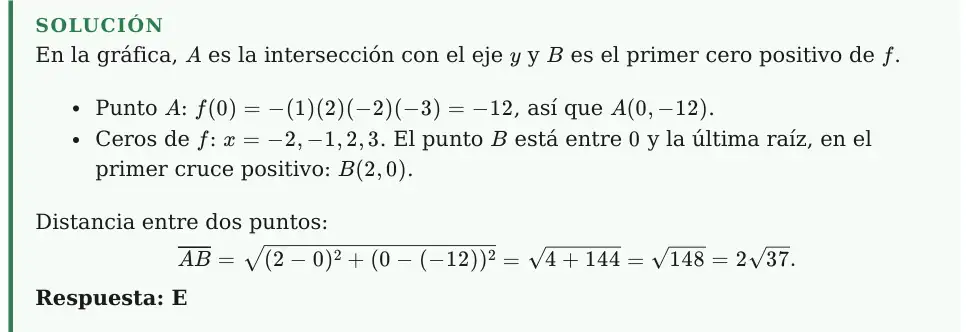 SOLUCIÓN
En la gráfica, A es la intersección con el eje y y B es el primer cero positivo de f.
• Punto A: f(0) = −(1)(2)(−2)(−3) = −12, así que A(0, −12).
• Ceros de f: x = −2, −1, 2, 3. El punto B está entre 0 y la última raíz, en el
primer cruce positivo: B(2, 0).
Distancia entre dos puntos:
$\overline{AB} = \sqrt{(2 - 0)^2 + (0 - (-12))^2} = \sqrt{4 + 144} = \sqrt{148} = 2\sqrt{37}.$
Respuesta: E